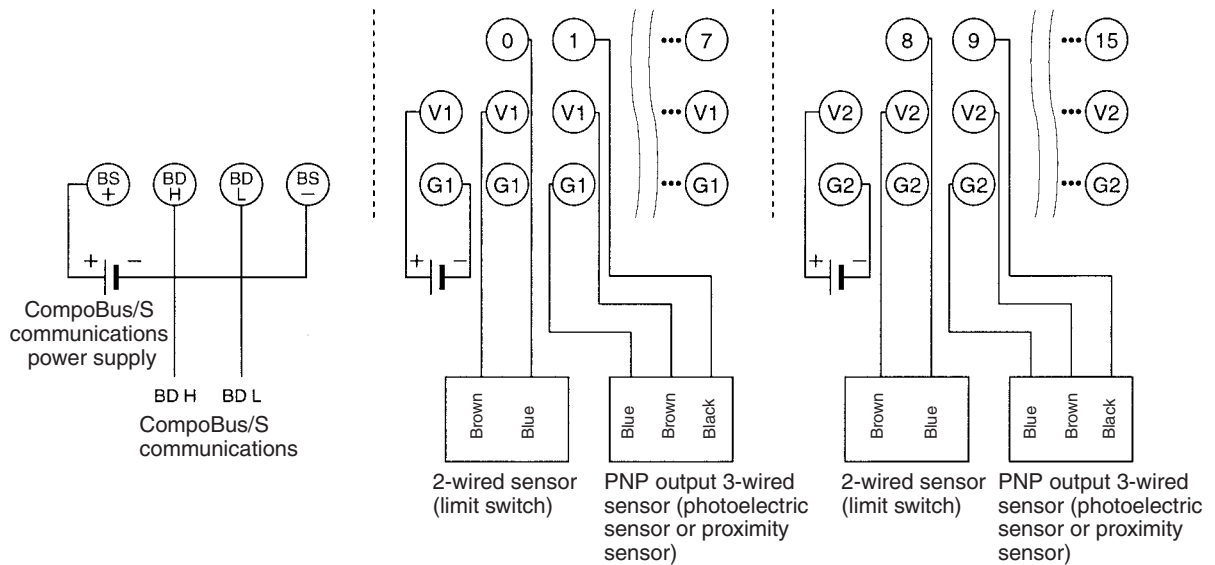 0 1 ••• 7 8 9 ••• 15
V1 V1 V1 ••• V1 V2 V2 V2 ••• V2
BS + BD H BD L BS −
G1 G1 G1 ••• G1 G2 G2 G2 ••• G2
+ − + − + −
CompoBus/S
communications
power supply
BD H BD L
CompoBus/S
communications
Brown Blue
Blue Brown Black
Brown Blue
Blue Brown Black
2-wired sensor
(limit switch)
PNP output 3-wired
sensor (photoelectric
sensor or proximity
sensor)
2-wired sensor
(limit switch)
PNP output 3-wired
sensor (photoelectric
sensor or proximity
sensor)